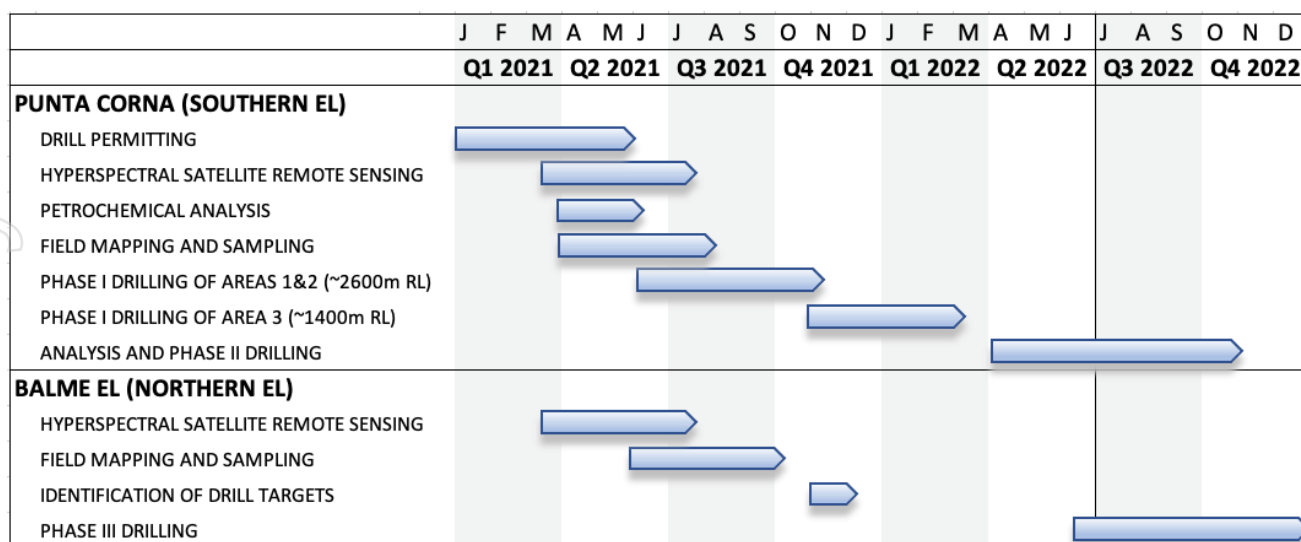 J F M A M J J A S O N D J F M A M J J A S O N D
Q1 2021 Q2 2021 Q3 2021 Q4 2021 Q1 2022 Q2 2022 Q3 2022 Q4 2022
PUNTA CORNA (SOUTHERN EL)
DRILL PERMITTING
HYPERSPECTRAL SATELLITE REMOTE SENSING
PETROCHEMICAL ANALYSIS
FIELD MAPPING AND SAMPLING
PHASE I DRILLING OF AREAS 1&2 (~2600m RL)
PHASE I DRILLING OF AREA 3 (~1400m RL)
ANALYSIS AND PHASE II DRILLING
BALME EL (NORTHERN EL)
HYPERSPECTRAL SATELLITE REMOTE SENSING
FIELD MAPPING AND SAMPLING
IDENTIFICATION OF DRILL TARGETS
PHASE III DRILLING